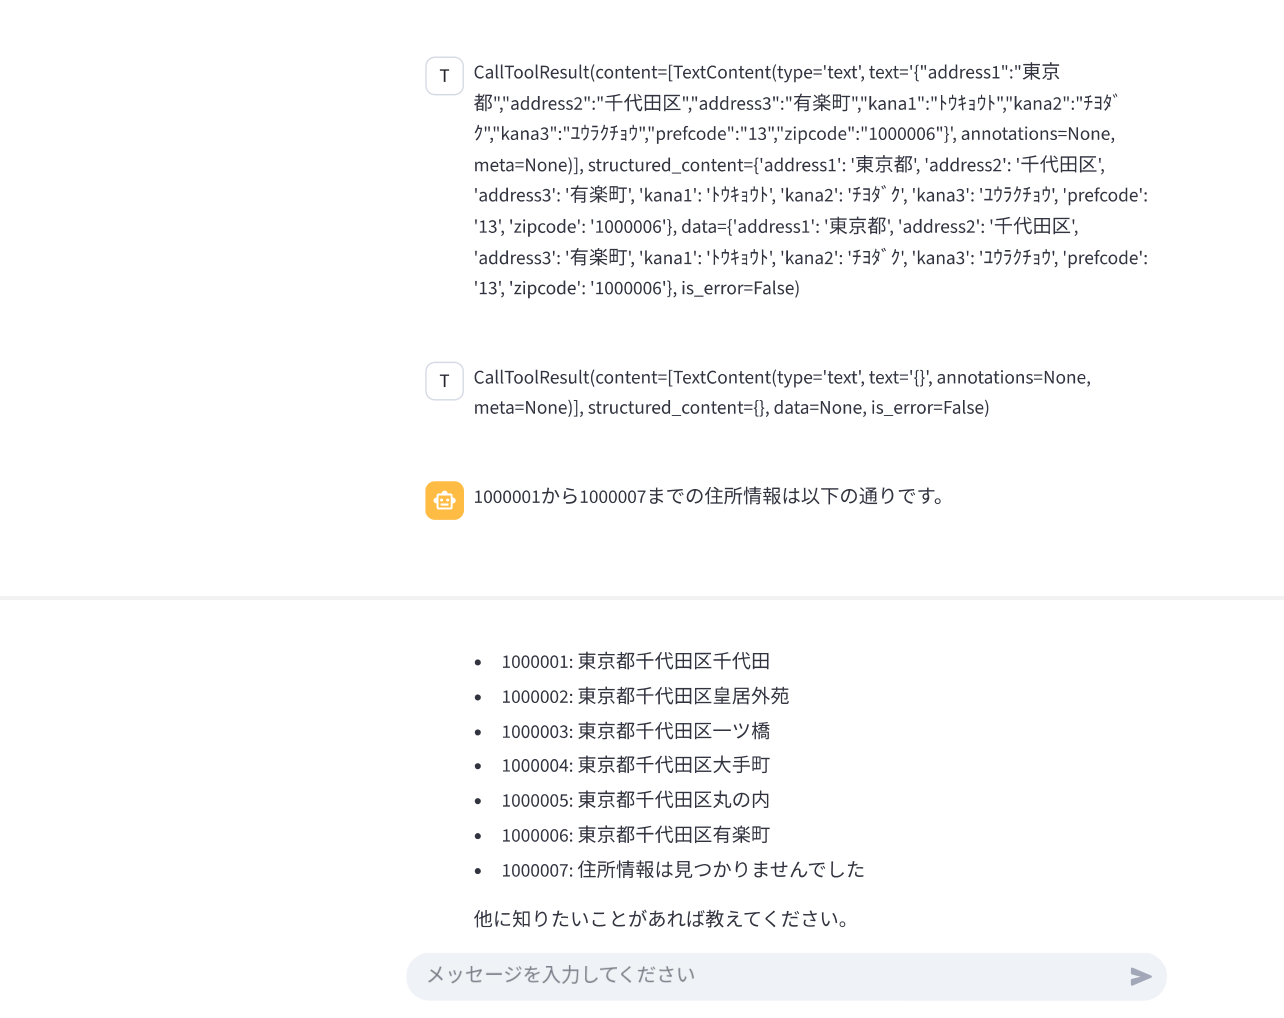 T
CallToolResult(content=[TextContent(type='text', text='{"address1":"東京
都","address2":"千代田区","address3":"有楽町","kana1":"ﾄｳｷｮｳﾄ","kana2":"ﾁﾖﾀﾞ
ｸ","kana3":"ﾕｳﾗｸﾁｮｳ","prefcode":"13","zipcode":"1000006"}', annotations=None,
meta=None)], structured_content={'address1': '東京都', 'address2': '千代田区',
'address3': '有楽町', 'kana1': 'ﾄｳｷｮｳﾄ', 'kana2': 'ﾁﾖﾀﾞｸ', 'kana3': 'ﾕｳﾗｸﾁｮｳ', 'prefcode':
'13', 'zipcode': '1000006'}, data={'address1': '東京都', 'address2': '千代田区',
'address3': '有楽町', 'kana1': 'ﾄｳｷｮｳﾄ', 'kana2': 'ﾁﾖﾀﾞｸ', 'kana3': 'ﾕｳﾗｸﾁｮｳ', 'prefcode':
'13', 'zipcode': '1000006'}, is_error=False)
T
CallToolResult(content=[TextContent(type='text', text='{}', annotations=None,
meta=None)], structured_content={}, data=None, is_error=False)
1000001から1000007までの住所情報は以下の通りです。
• 1000001: 東京都千代田区千代田
• 1000002: 東京都千代田区皇居外苑
• 1000003: 東京都千代田区一ツ橋
• 1000004: 東京都千代田区大手町
• 1000005: 東京都千代田区丸の内
• 1000006: 東京都千代田区有楽町
• 1000007: 住所情報は見つかりませんでした
他に知りたいことがあれば教えてください。
メッセージを入力してください